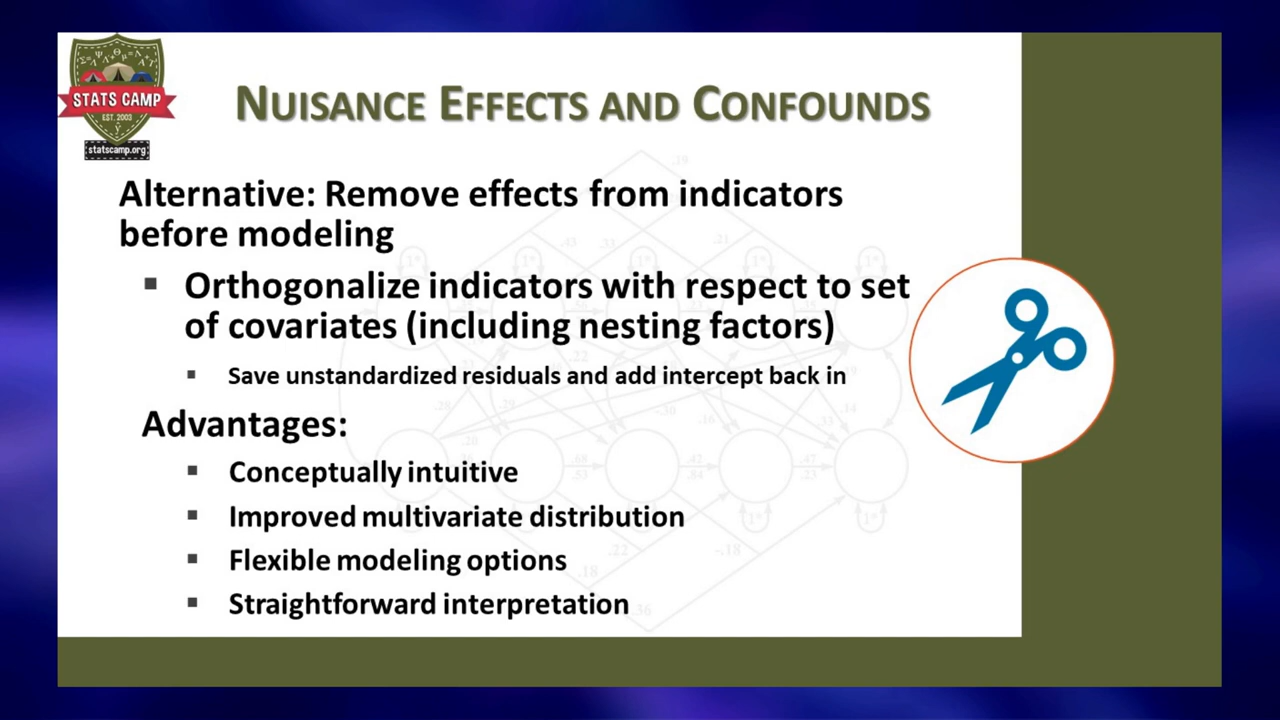 STATS CAMP
EST. 2003
statscamp.org
NUISANCE EFFECTS AND CONFOUNDS
Alternative: Remove effects from indicators
before modeling
▪ Orthogonalize indicators with respect to set
of covariates (including nesting factors)
▪ Save unstandardized residuals and add intercept back in
Advantages:
▪ Conceptually intuitive
▪ Improved multivariate distribution
▪ Flexible modeling options
▪ Straightforward interpretation